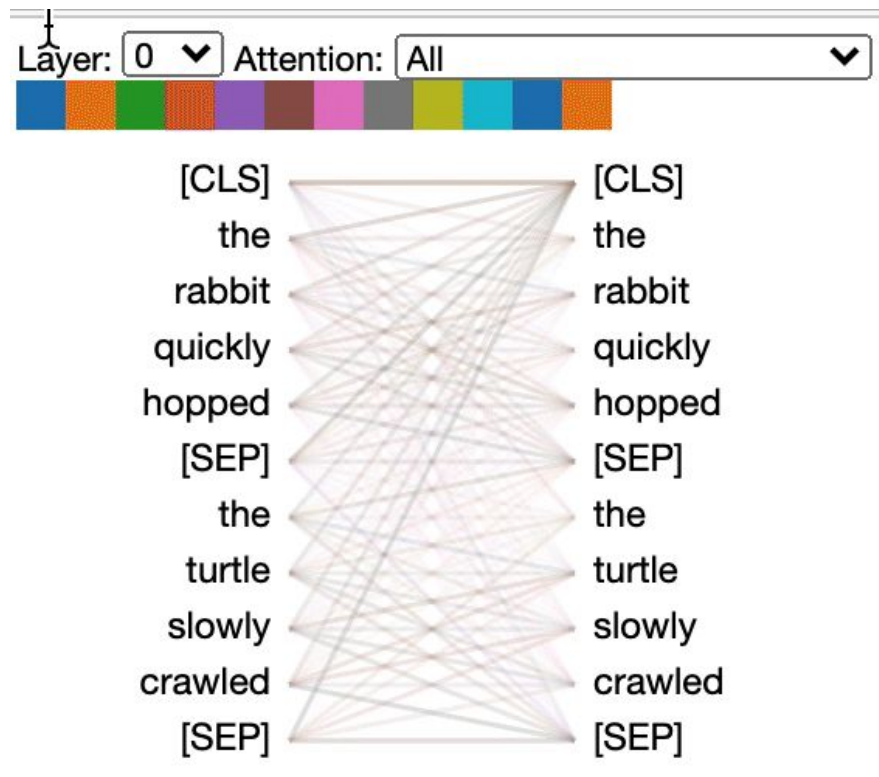 Layer: 0 Attention: All
[CLS] [CLS]
the the
rabbit rabbit
quickly quickly
hopped hopped
[SEP] [SEP]
the the
turtle turtle
slowly slowly
crawled crawled
[SEP] [SEP]